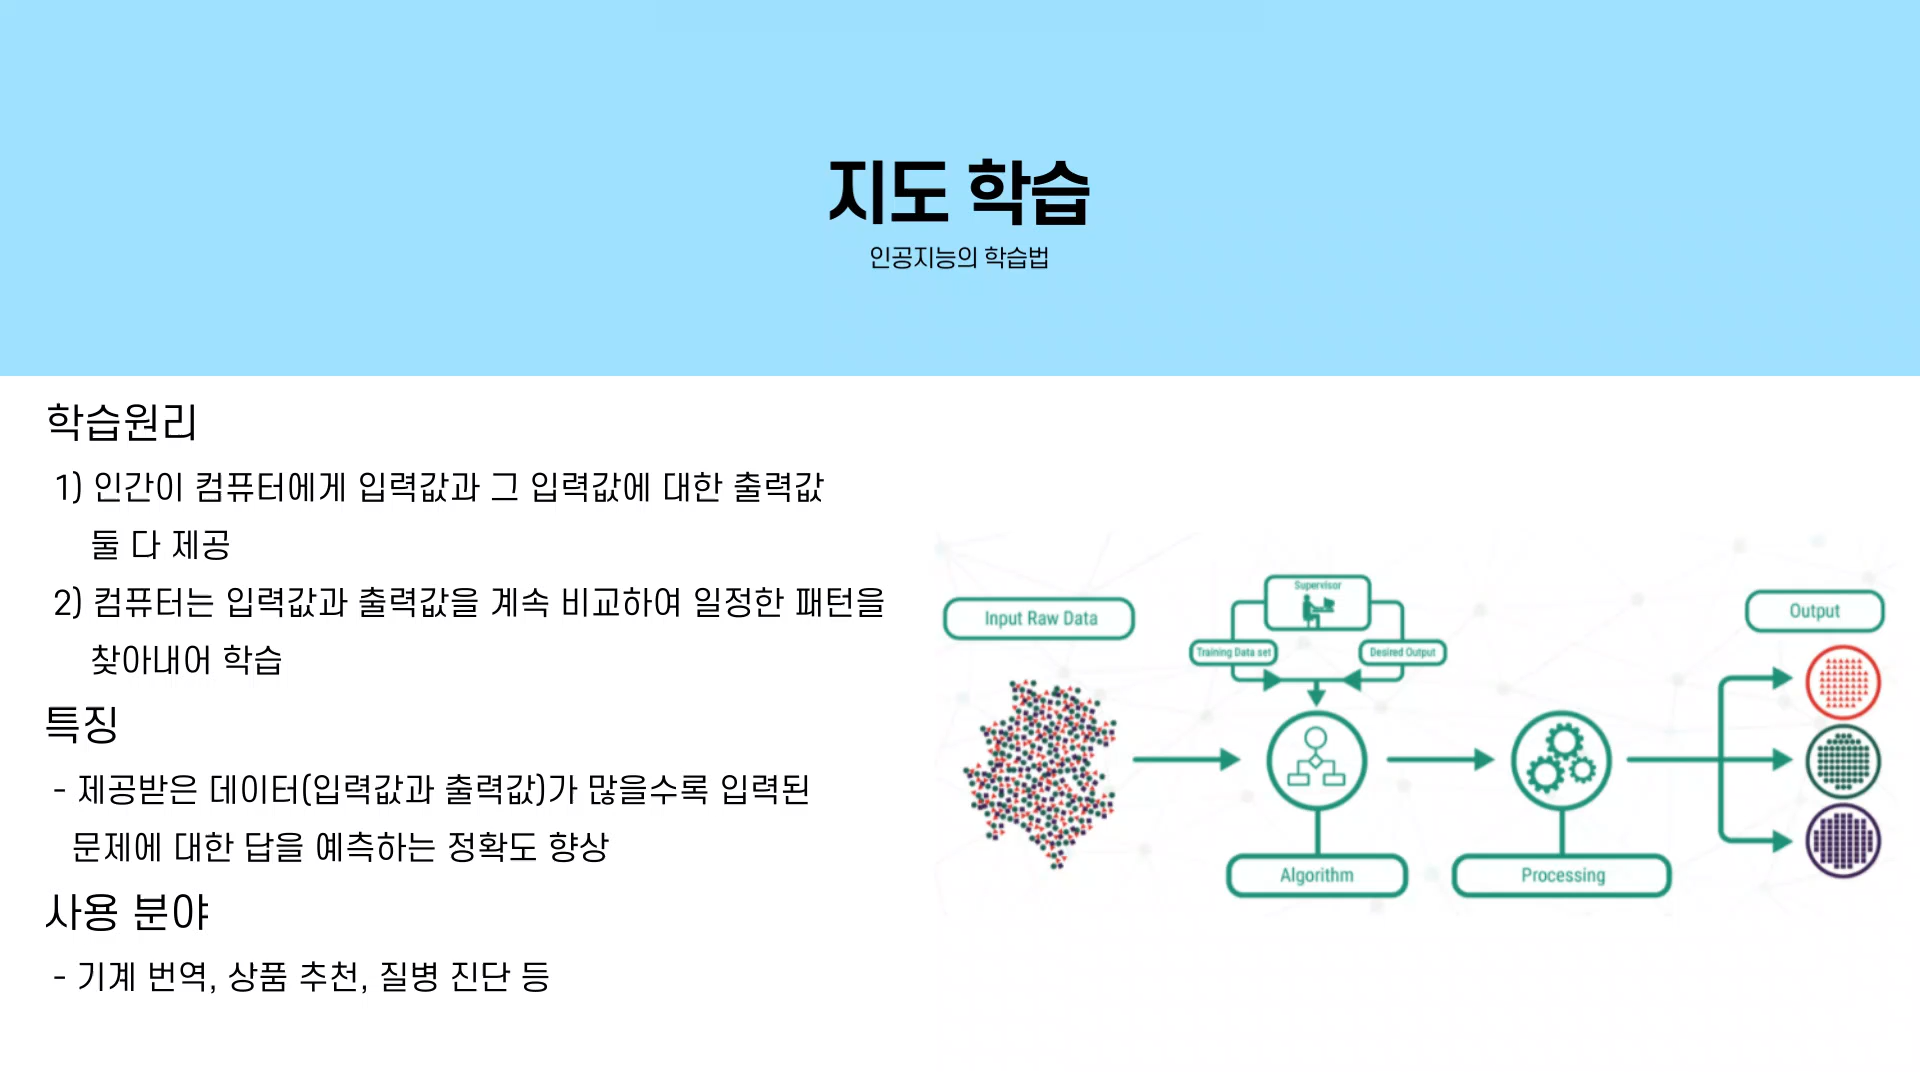 지도 학습
인공지능의 학습법
학습원리
1) 인간이 컴퓨터에게 입력값과 그 입력값에 대한 출력값
둘 다 제공
2) 컴퓨터는 입력값과 출력값을 계속 비교하여 일정한 패턴을
찾아내어 학습
특징
- 제공받은 데이터(입력값과 출력값)가 많을수록 입력된
문제에 대한 답을 예측하는 정확도 향상
사용 분야
- 기계 번역, 상품 추천, 질병 진단 등
Input Raw Data
Supervisor
Training Data set
Desired Output
Algorithm
Processing
Output